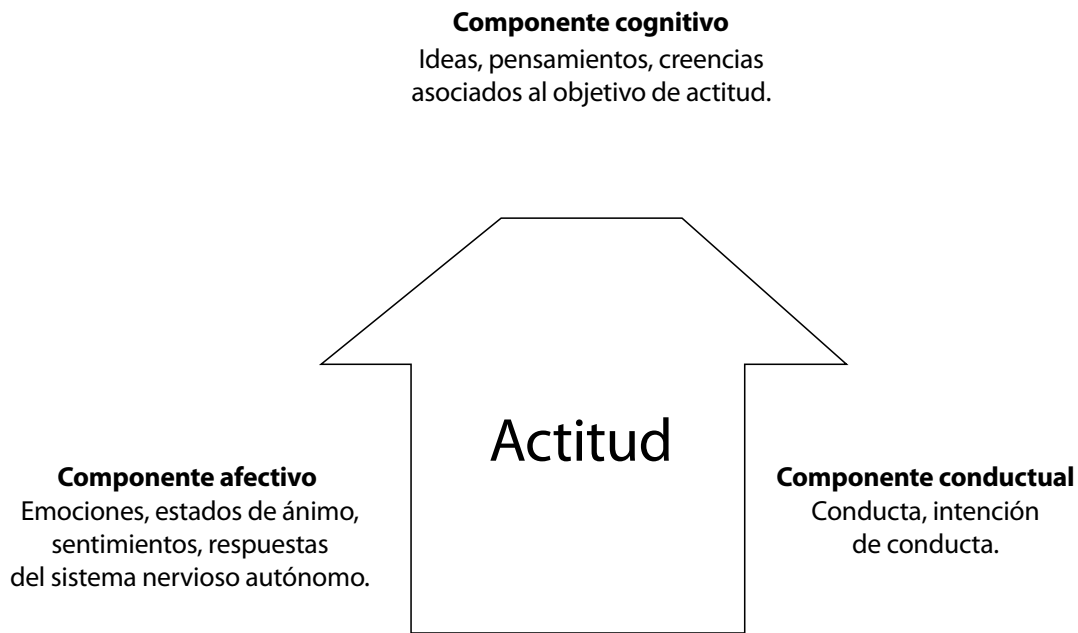 Componente cognitivo
Ideas, pensamientos, creencias
asociados al objetivo de actitud.
Actitud
Componente afectivo
Emociones, estados de ánimo,
sentimientos, respuestas
del sistema nervioso autónomo.
Componente conductual
Conducta, intención
de conducta.